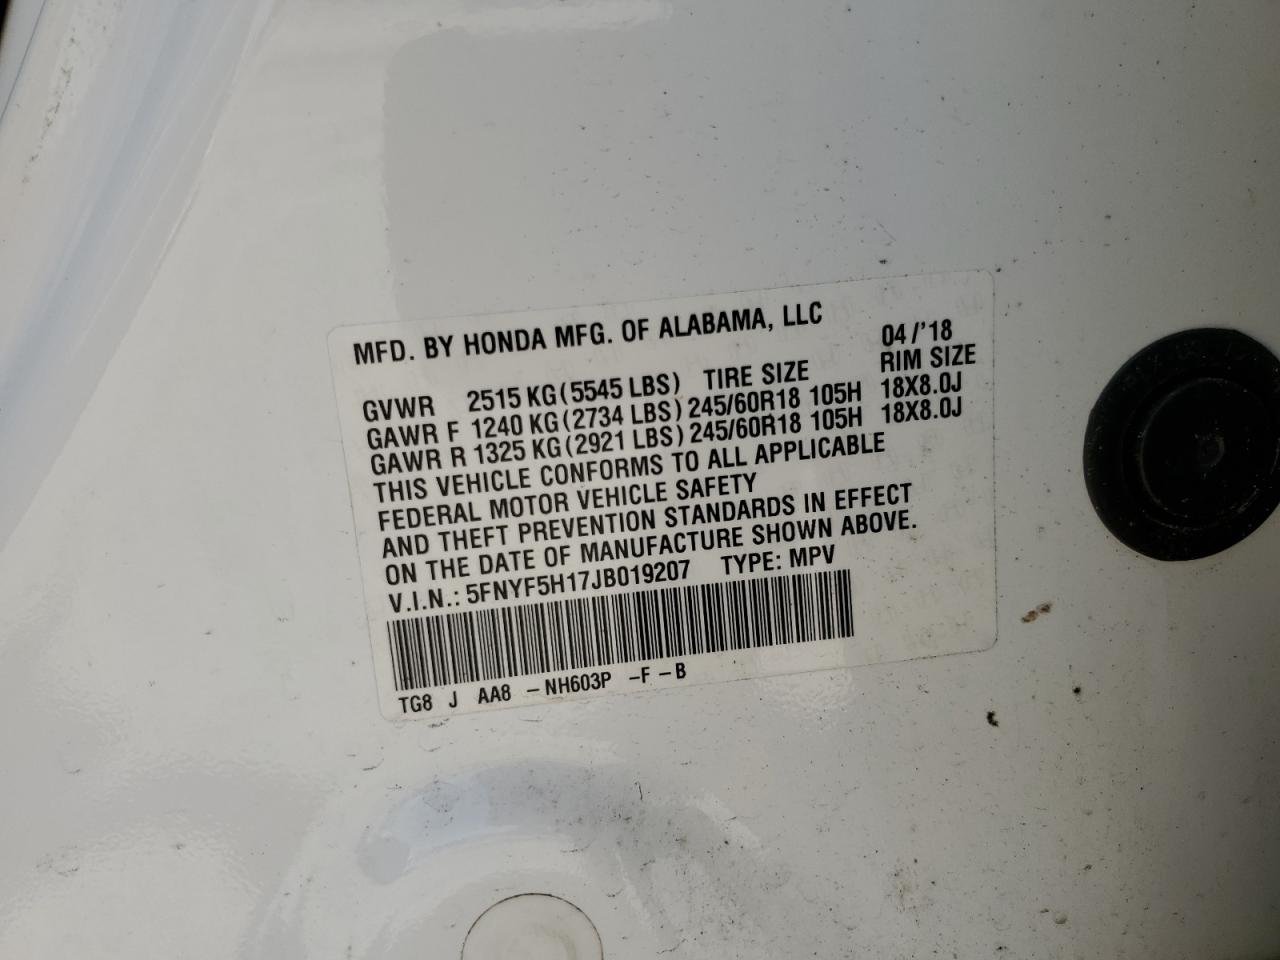 MFD. BY HONDA MFG. OF ALABAMA, LLC 04/'18
GVWR 2515 KG(5545 LBS) TIRE SIZE RIM SIZE
GAWR F 1240 KG(2734 LBS) 245/60R18 105H 18X8.0J
GAWR R 1325 KG(2921 LBS) 245/60R18 105H 18X8.0J
THIS VEHICLE CONFORMS TO ALL APPLICABLE
FEDERAL MOTOR VEHICLE SAFETY
AND THEFT PREVENTION STANDARDS IN EFFECT
ON THE DATE OF MANUFACTURE SHOWN ABOVE.
V.I.N.: 5FNYF5H17JB019207 TYPE: MPV
TG8 J AA8 -NH603P -F -B